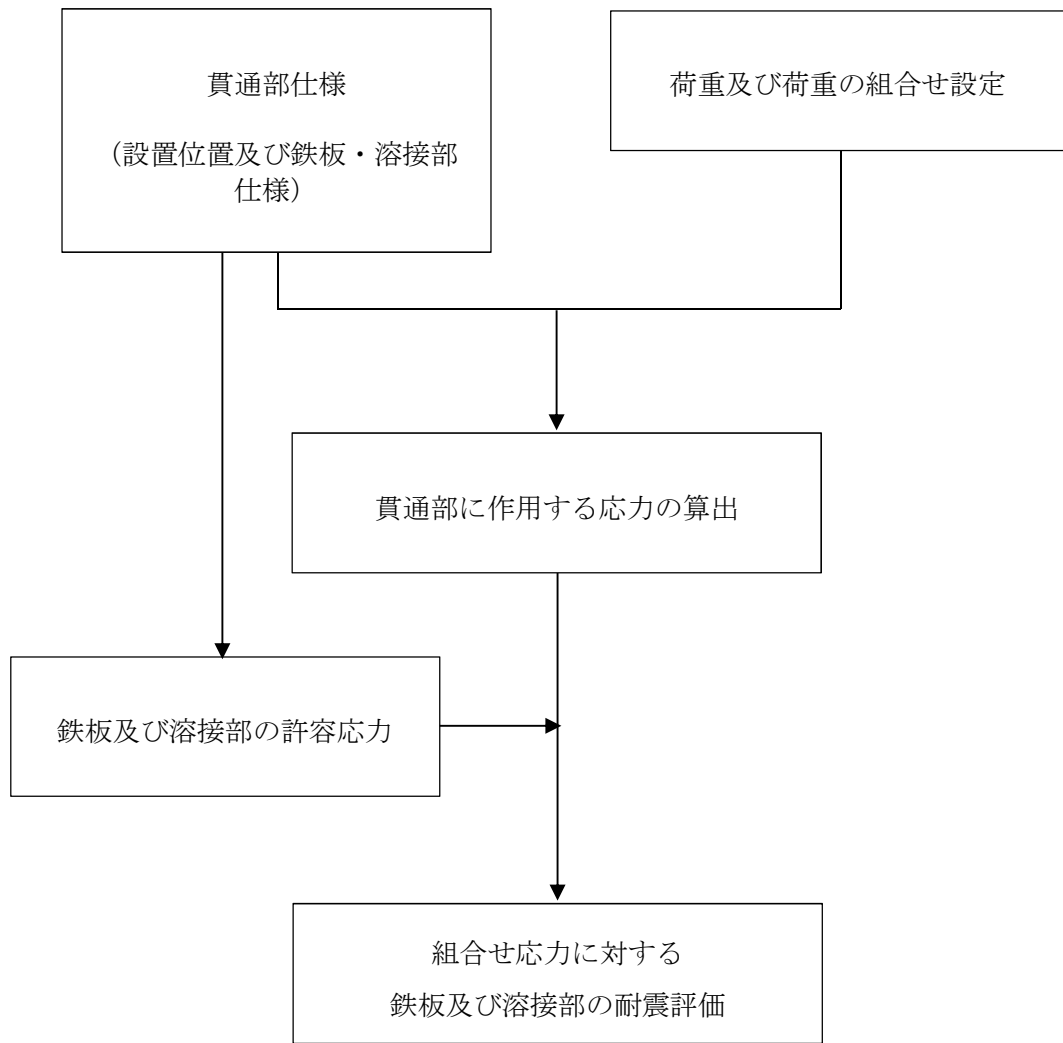 貫通部仕様
（設置位置及び鉄板・溶接部
仕様）
荷重及び荷重の組合せ設定
貫通部に作用する応力の算出
鉄板及び溶接部の許容応力
組合せ応力に対する
鉄板及び溶接部の耐震評価